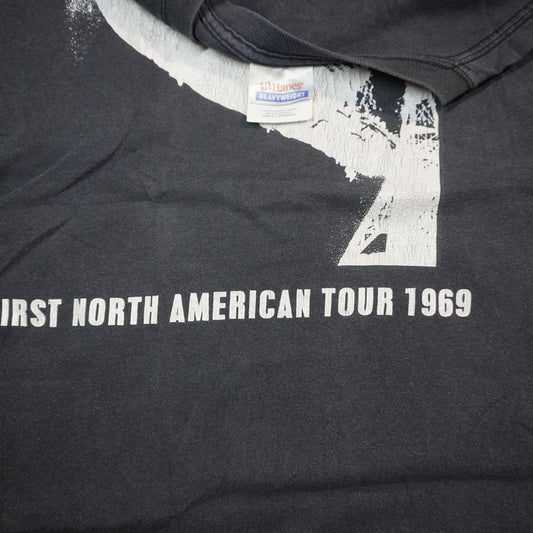 Hanes
HEAVYWEIGHT
IRST NORTH AMERICAN TOUR 1969